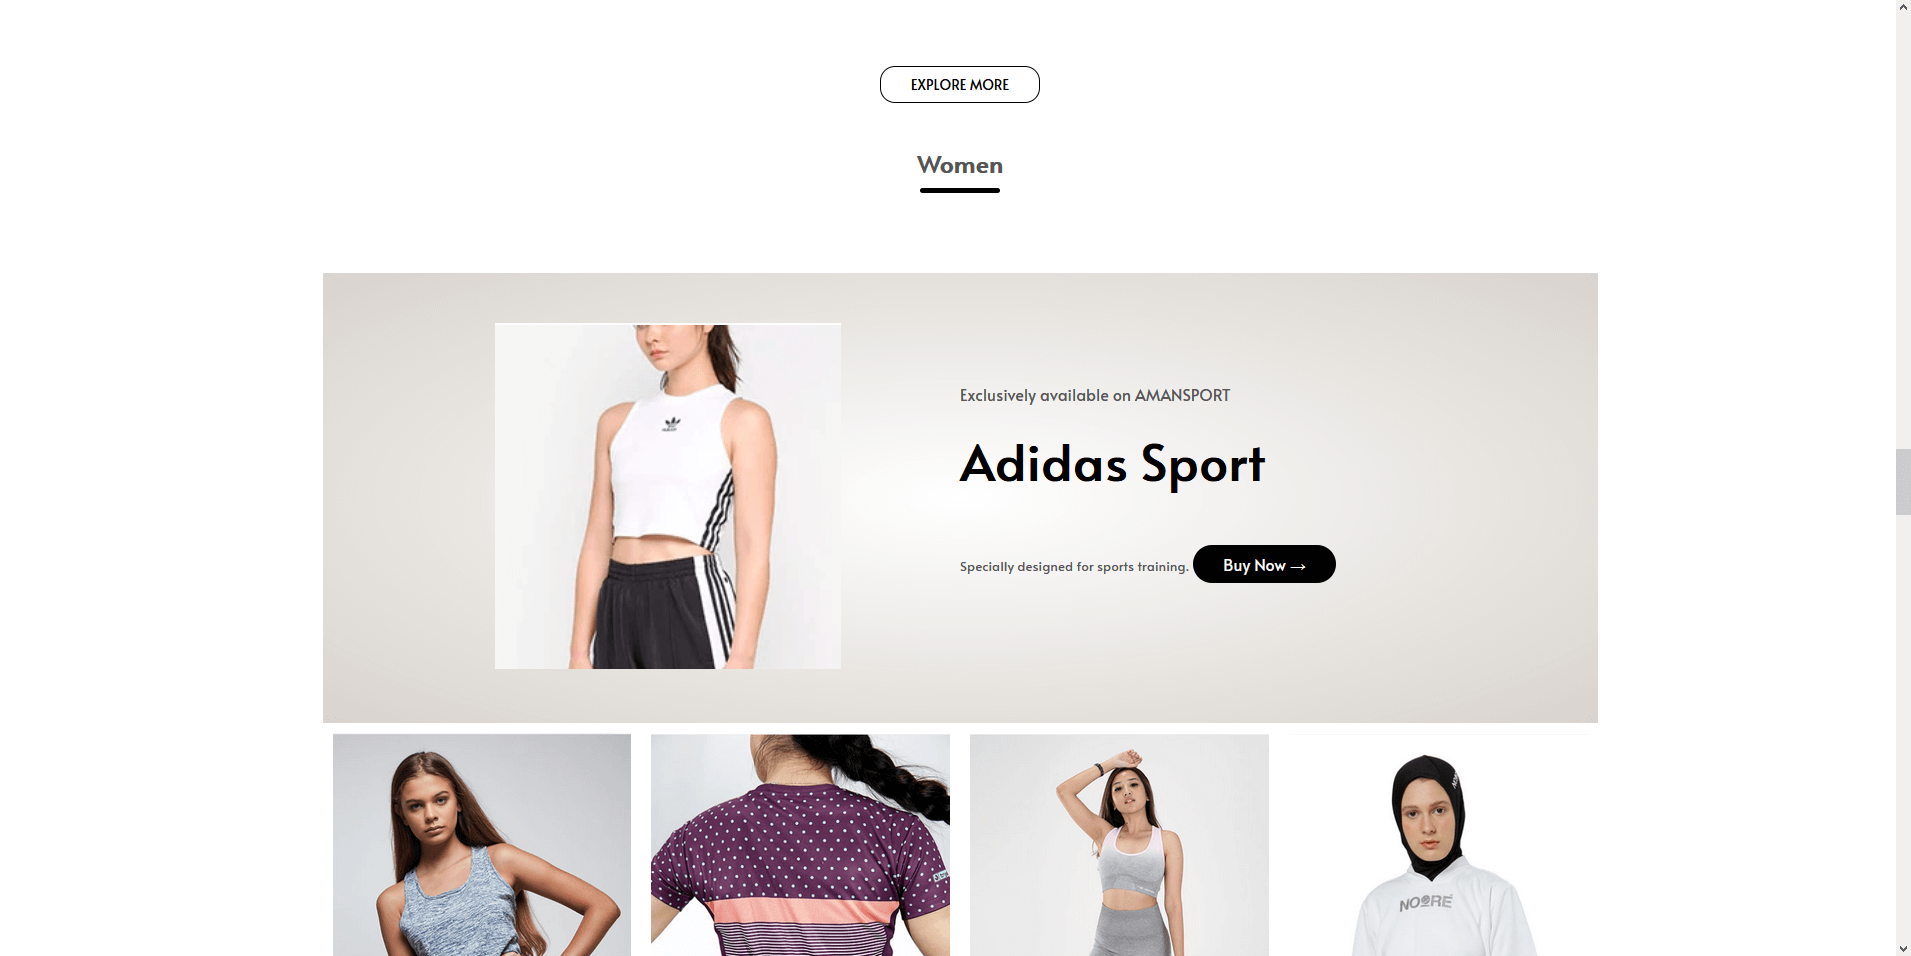 EXPLORE MORE
Women
Exclusively available on AMANSPORT
Adidas Sport
Specially designed for sports training. Buy Now →
NOORE